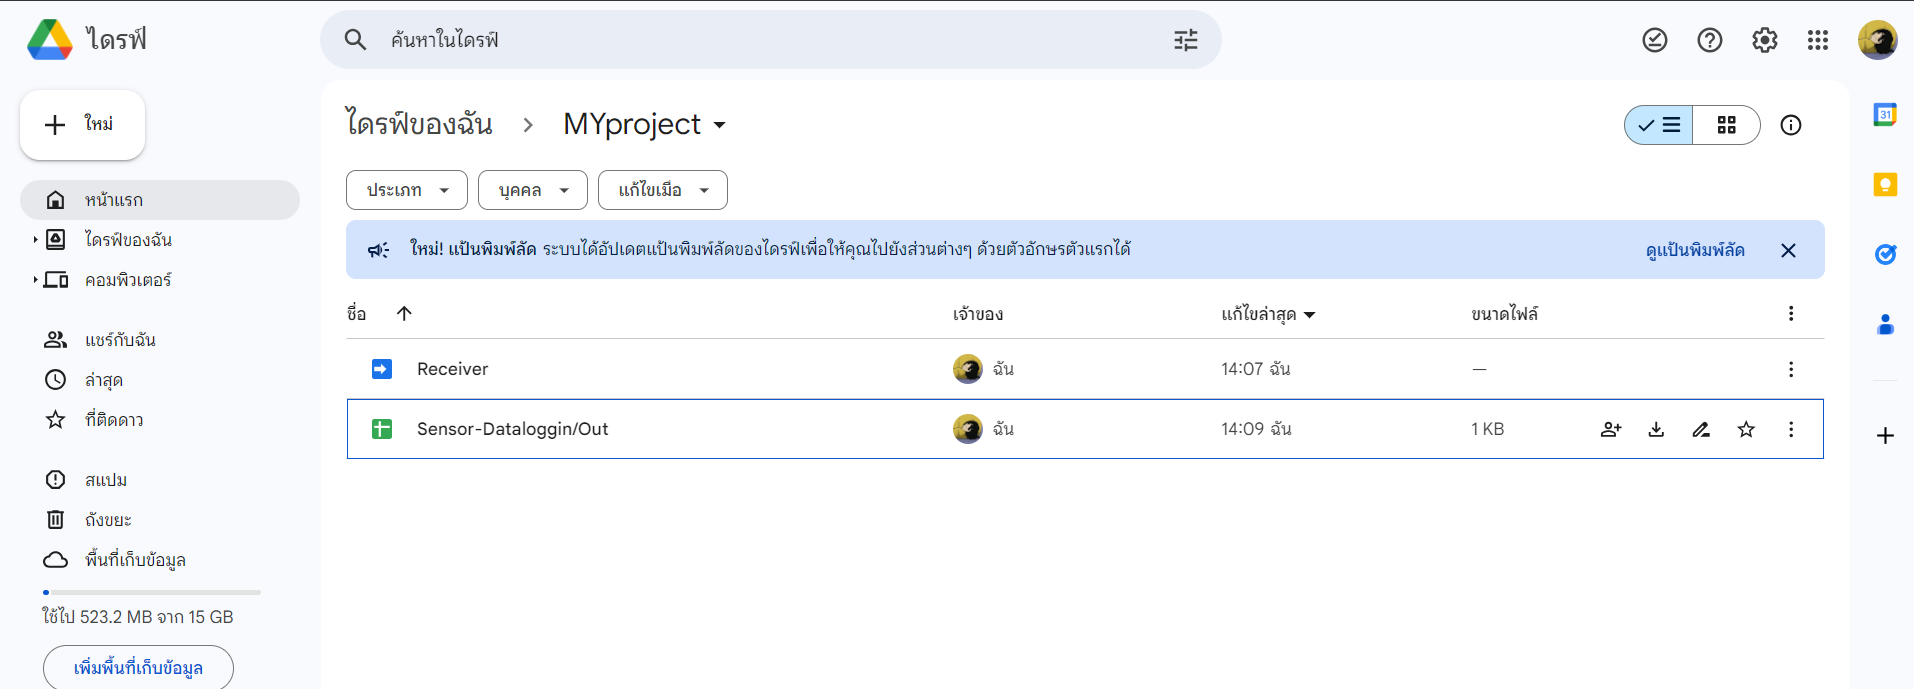 ไดรฟ์
ค้นหาในไดรฟ์
ใหม่
ไดรฟ์ของฉัน MYproject
ประเภท บุคคล แก้ไขเมื่อ
หน้าแรก
ไดรฟ์ของฉัน
คอมพิวเตอร์
แชร์กับฉัน
ล่าสุด
ที่ติดดาว
สแปม
ถังขยะ
พื้นที่เก็บข้อมูล
ใช้ไป 523.2 MB จาก 15 GB
เพิ่มพื้นที่เก็บข้อมูล
ใหม่! แป้นพิมพ์ลัด ระบบได้อัปเดตแป้นพิมพ์ลัดของไดรฟ์เพื่อให้คุณไปยังส่วนต่างๆ ด้วยตัวอักษรตัวแรกได้ ดูแป้นพิมพ์ลัด
ชื่อ เจ้าของ แก้ไขล่าสุด ขนาดไฟล์
Receiver ฉัน 14:07 ฉัน —
Sensor-Dataloggin/Out ฉัน 14:09 ฉัน 1 KB
31